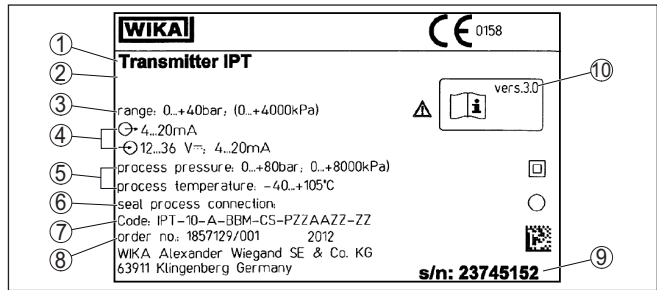 WIKA
CE 0158
① Transmitter IPT
②
vers.3.0 ⑩
③ range: 0...+40bar; (0...+4000kPa)
④ 4...20mA
12...36 V⎓; 4...20mA
⑤ process pressure: 0...+80bar; 0...+8000kPa)
process temperature: -40...+105°C
⑥ seal process connection:
⑦ Code: IPT-10-A-BBM-CS-PZZAAZZ-ZZ
⑧ order no.: 1857129/001 2012
WIKA Alexander Wiegand SE & Co. KG
63911 Klingenberg Germany
s/n: 23745152 ⑨